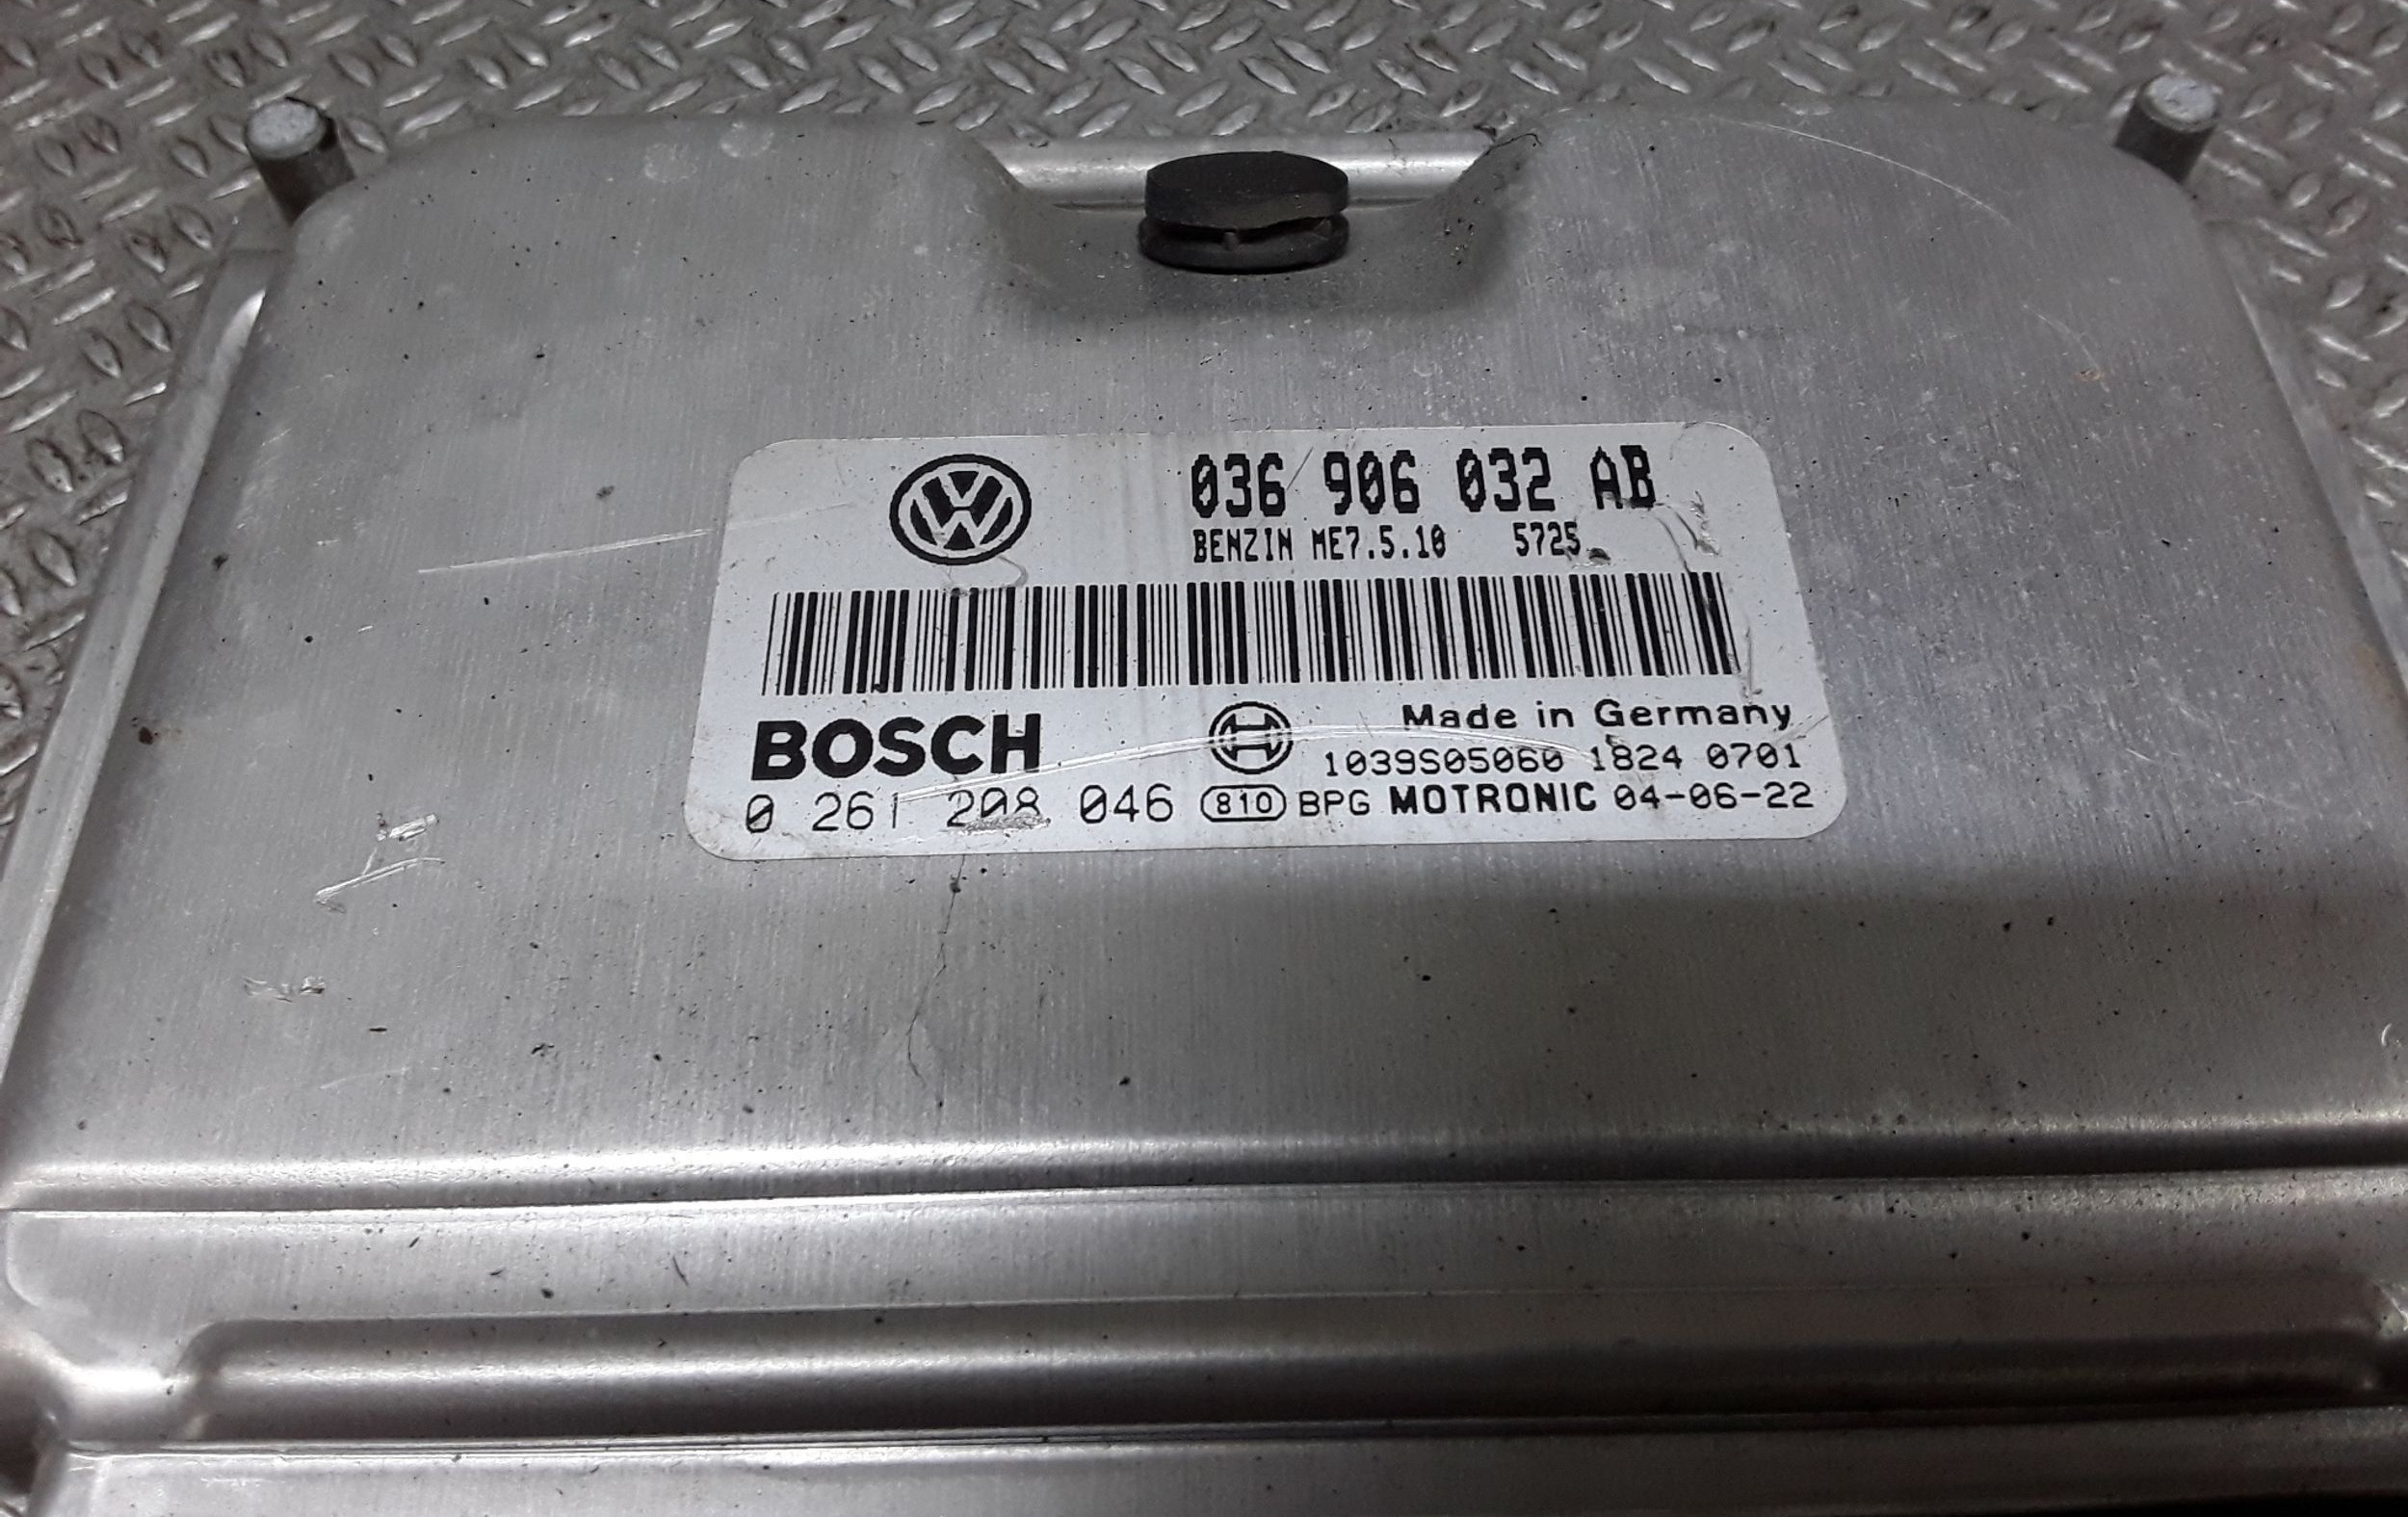 036 906 032 AB
BENZIN ME7.5.10 5725
BOSCH
Made in Germany
1039S05060 1824 0701
0 261 208 046 810 BPG MOTRONIC 04-06-22